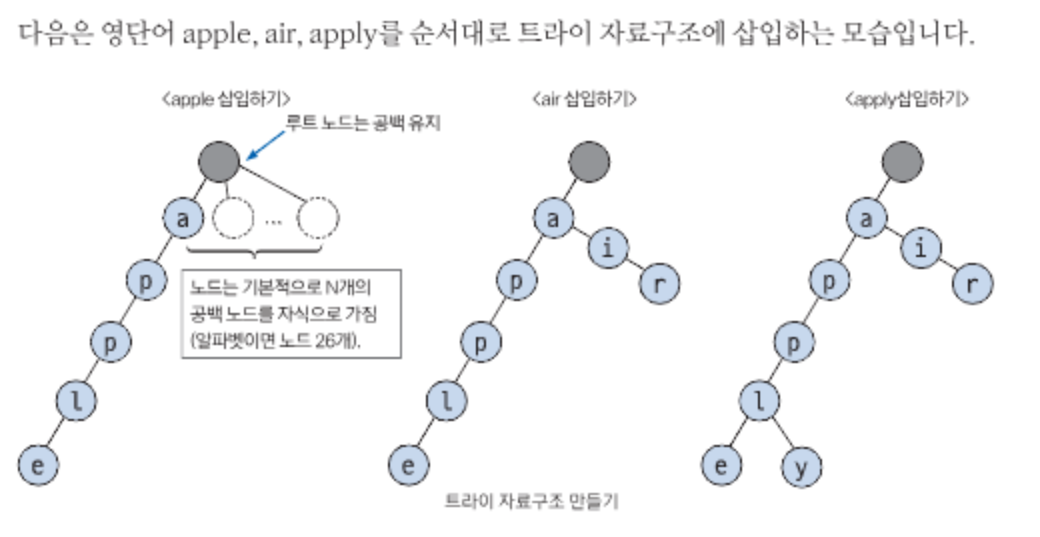 다음은 영단어 apple, air, apply를 순서대로 트라이 자료구조에 삽입하는 모습입니다.
<apple 삽입하기>
루트 노드는 공백 유지
a
...
p
노드는 기본적으로 N개의
공백 노드를 자식으로 가짐
(알파벳이면 노드 26개).
p
l
e
<air 삽입하기>
a
i
p
r
p
l
e
<apply삽입하기>
a
i
p
r
p
l
e y
트라이 자료구조 만들기